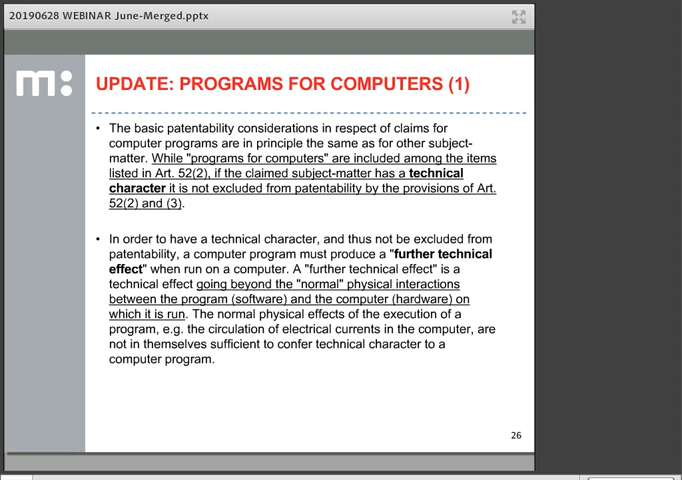 20190628 WEBINAR June-Merged.pptx
m:
UPDATE: PROGRAMS FOR COMPUTERS (1)
• The basic patentability considerations in respect of claims for
computer programs are in principle the same as for other subject-
matter. While "programs for computers" are included among the items
listed in Art. 52(2), if the claimed subject-matter has a technical
character it is not excluded from patentability by the provisions of Art.
52(2) and (3).
• In order to have a technical character, and thus not be excluded from
patentability, a computer program must produce a "further technical
effect" when run on a computer. A "further technical effect" is a
technical effect going beyond the "normal" physical interactions
between the program (software) and the computer (hardware) on
which it is run. The normal physical effects of the execution of a
program, e.g. the circulation of electrical currents in the computer, are
not in themselves sufficient to confer technical character to a
computer program.
26